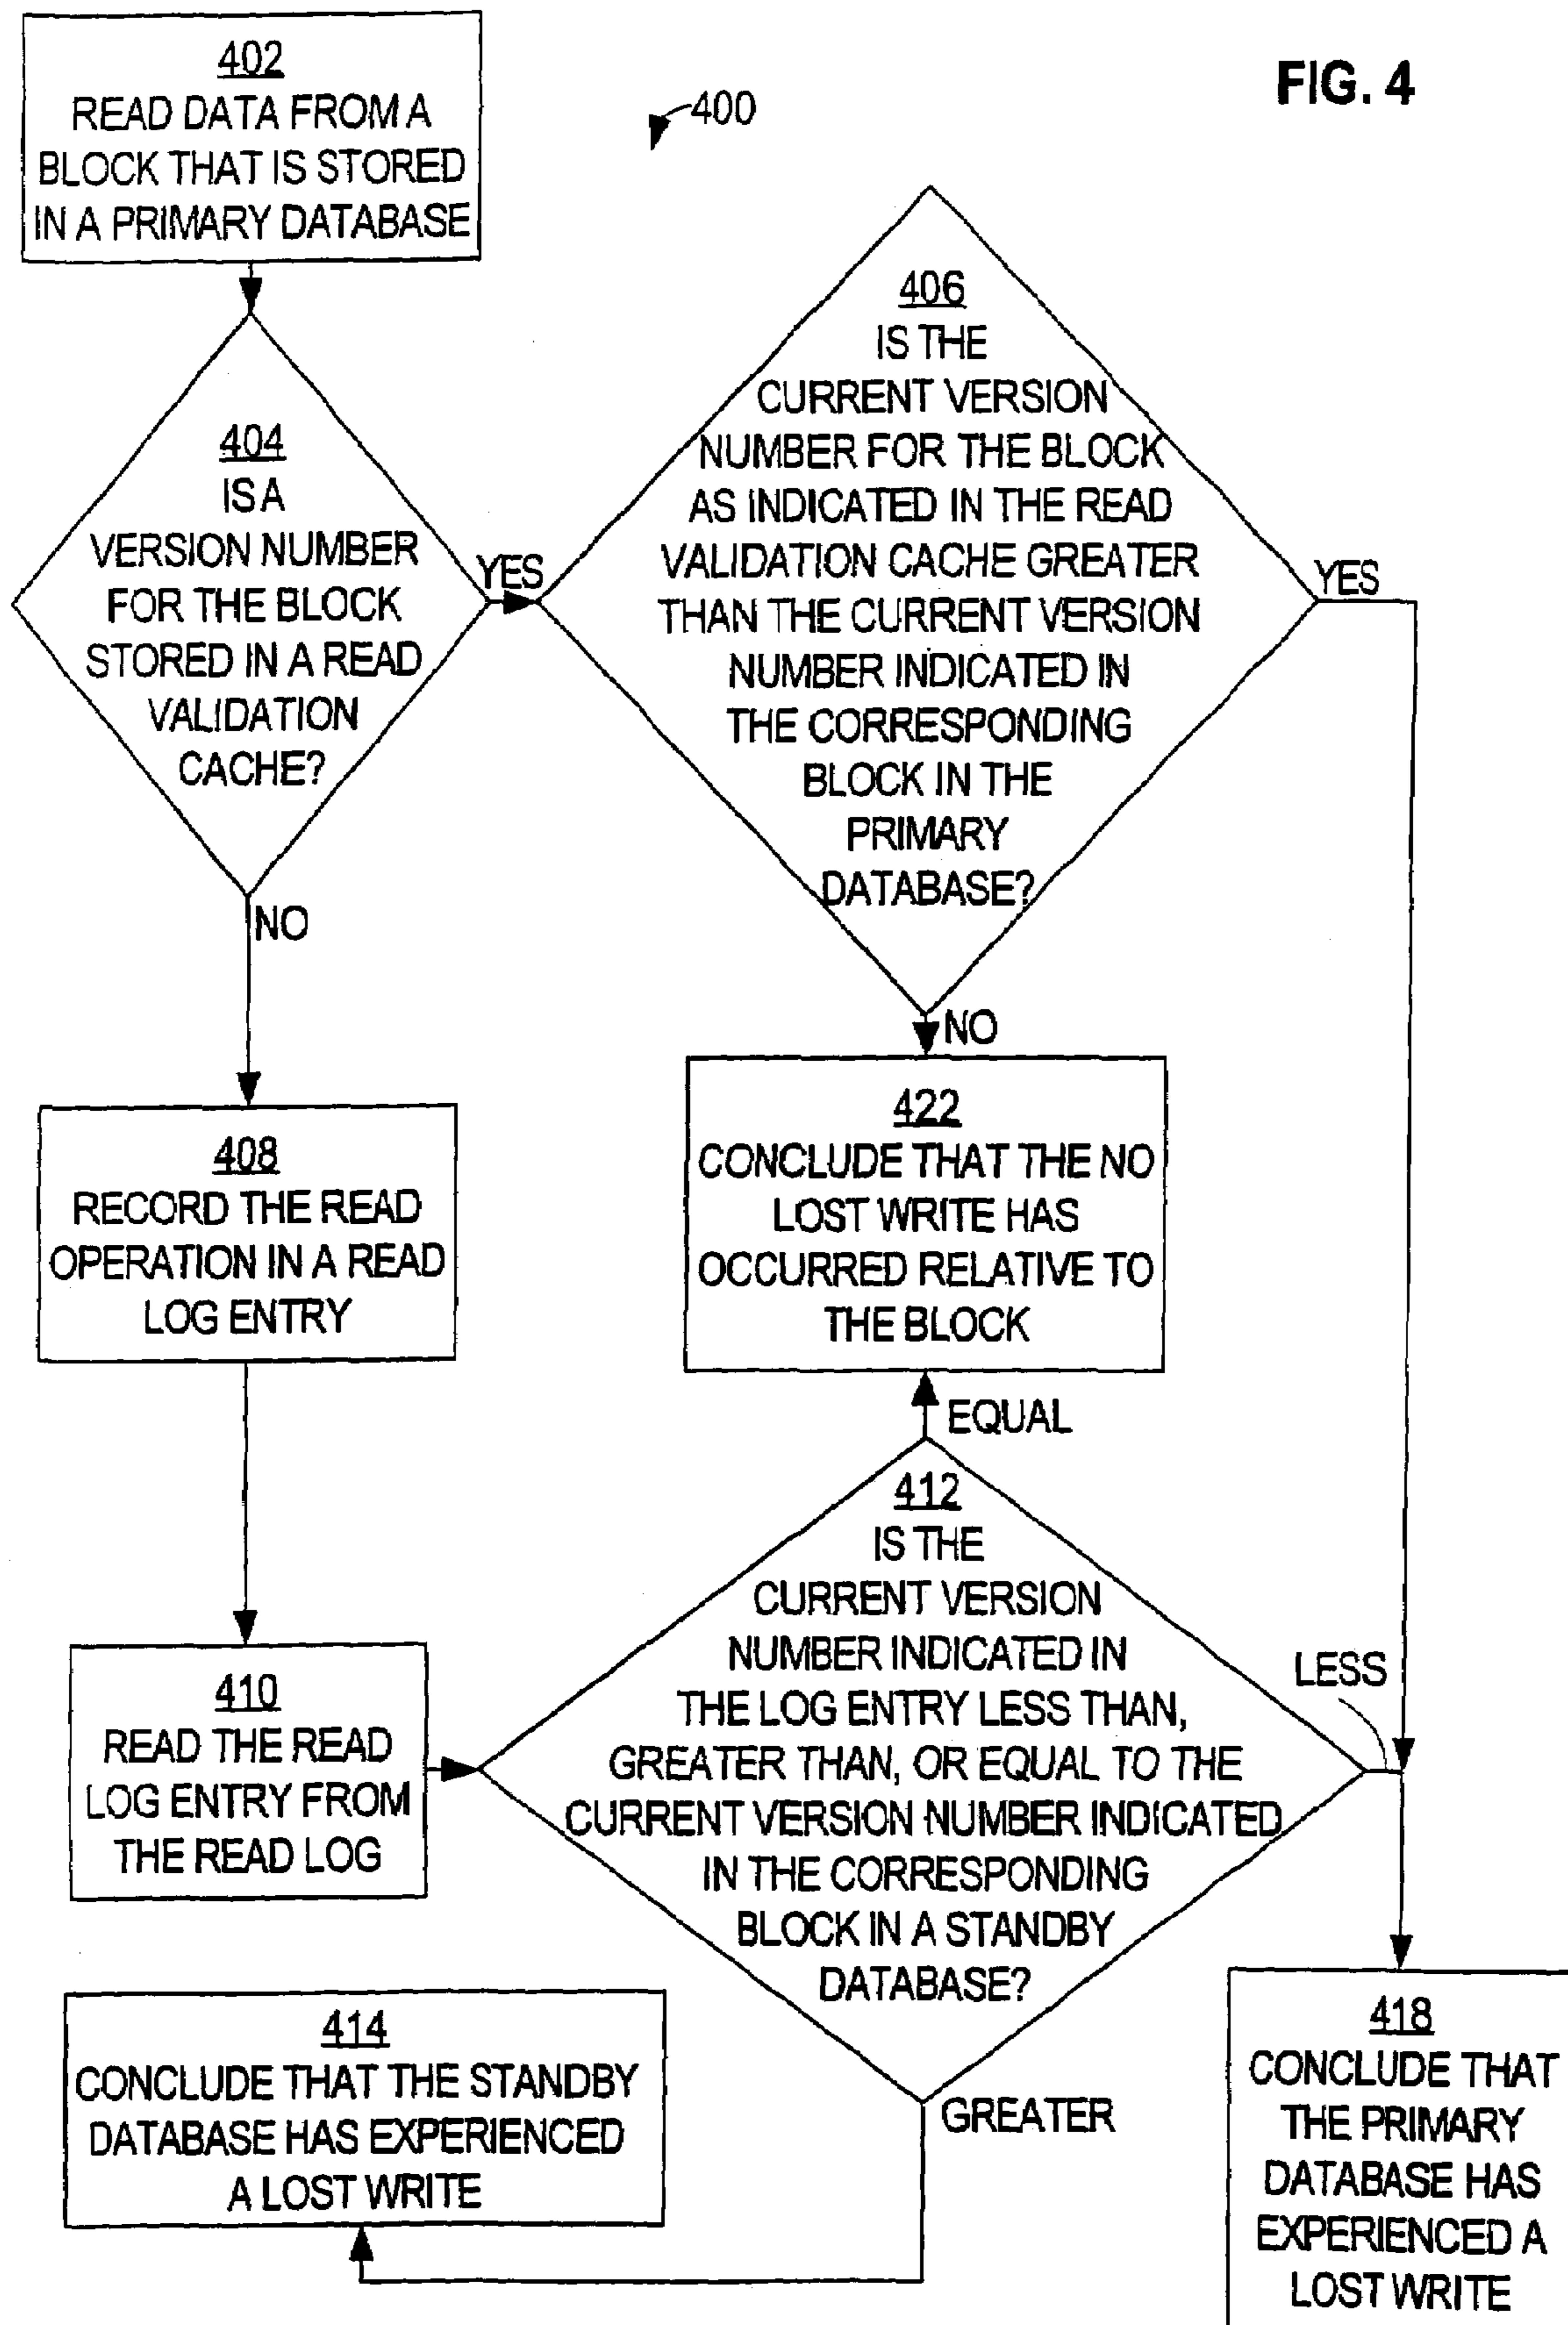 FIG. 4
400
402
READ DATA FROM A
BLOCK THAT IS STORED
IN A PRIMARY DATABASE
404
IS A
VERSION NUMBER
FOR THE BLOCK
STORED IN A READ
VALIDATION
CACHE?
YES
NO
406
IS THE
CURRENT VERSION
NUMBER FOR THE BLOCK
AS INDICATED IN THE READ
VALIDATION CACHE GREATER
THAN THE CURRENT VERSION
NUMBER INDICATED IN
THE CORRESPONDING
BLOCK IN THE
PRIMARY
DATABASE?
YES
NO
408
RECORD THE READ
OPERATION IN A READ
LOG ENTRY
422
CONCLUDE THAT THE NO
LOST WRITE HAS
OCCURRED RELATIVE TO
THE BLOCK
EQUAL
410
READ THE READ
LOG ENTRY FROM
THE READ LOG
412
IS THE
CURRENT VERSION
NUMBER INDICATED IN
THE LOG ENTRY LESS THAN,
GREATER THAN, OR EQUAL TO THE
CURRENT VERSION NUMBER INDICATED
IN THE CORRESPONDING
BLOCK IN A STANDBY
DATABASE?
LESS
GREATER
414
CONCLUDE THAT THE STANDBY
DATABASE HAS EXPERIENCED
A LOST WRITE
418
CONCLUDE THAT
THE PRIMARY
DATABASE HAS
EXPERIENCED A
LOST WRITE